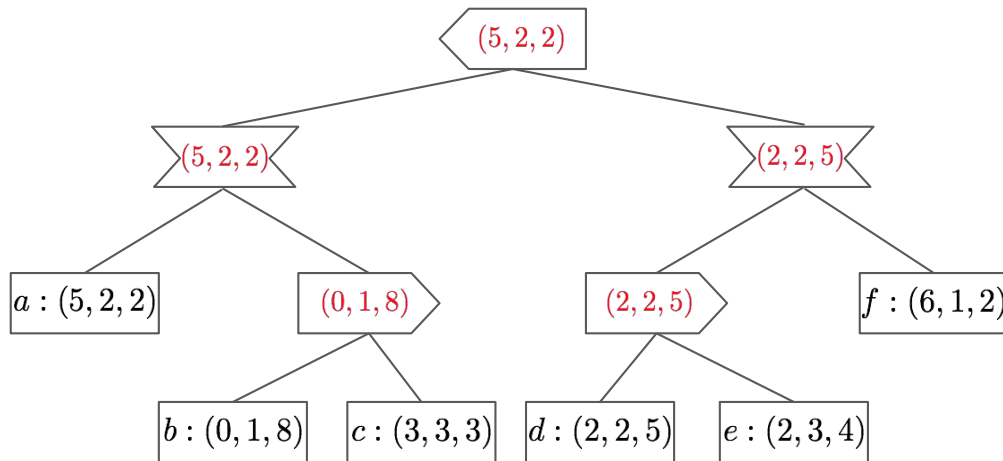 (5, 2, 2)
(5, 2, 2)
(2, 2, 5)
a : (5, 2, 2)
(0, 1, 8)
(2, 2, 5)
f : (6, 1, 2)
b : (0, 1, 8)
c : (3, 3, 3)
d : (2, 2, 5)
e : (2, 3, 4)